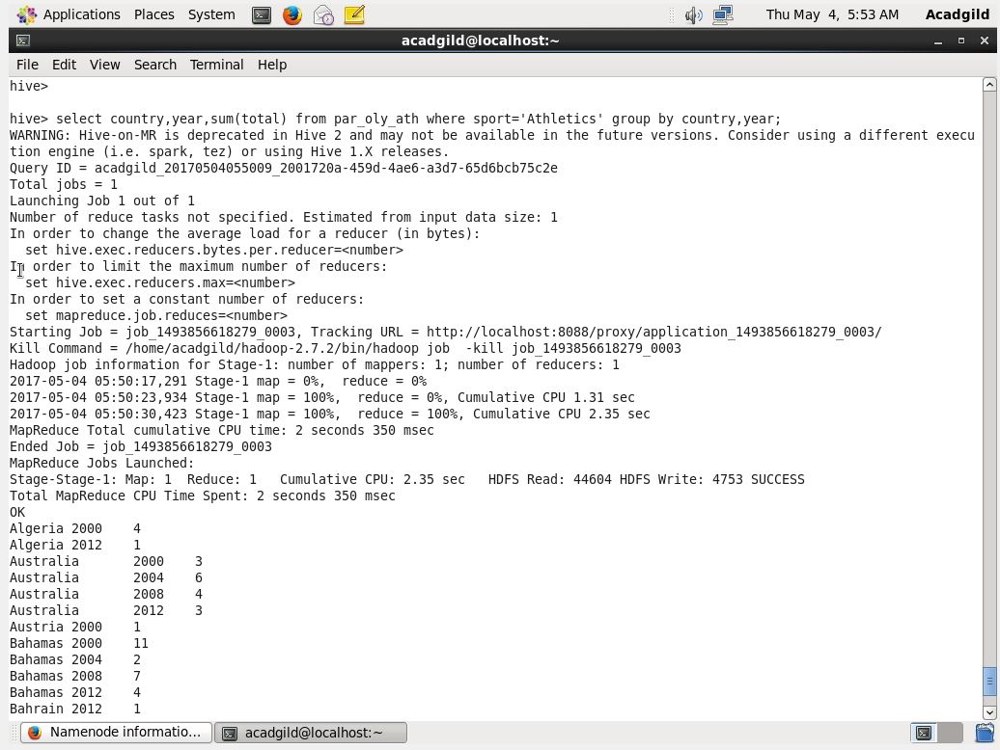 Applications Places System Thu May 4, 5:53 AM Acadgild
acadgild@localhost:~
File Edit View Search Terminal Help
hive>
hive> select country,year,sum(total) from par_oly_ath where sport='Athletics' group by country,year;
WARNING: Hive-on-MR is deprecated in Hive 2 and may not be available in the future versions. Consider using a different execu
tion engine (i.e. spark, tez) or using Hive 1.X releases.
Query ID = acadgild_20170504055009_2001720a-459d-4ae6-a3d7-65d6bcb75c2e
Total jobs = 1
Launching Job 1 out of 1
Number of reduce tasks not specified. Estimated from input data size: 1
In order to change the average load for a reducer (in bytes):
  set hive.exec.reducers.bytes.per.reducer=<number>
In order to limit the maximum number of reducers:
  set hive.exec.reducers.max=<number>
In order to set a constant number of reducers:
  set mapreduce.job.reduces=<number>
Starting Job = job_1493856618279_0003, Tracking URL = http://localhost:8088/proxy/application_1493856618279_0003/
Kill Command = /home/acadgild/hadoop-2.7.2/bin/hadoop job  -kill job_1493856618279_0003
Hadoop job information for Stage-1: number of mappers: 1; number of reducers: 1
2017-05-04 05:50:17,291 Stage-1 map = 0%,  reduce = 0%
2017-05-04 05:50:23,934 Stage-1 map = 100%,  reduce = 0%, Cumulative CPU 1.31 sec
2017-05-04 05:50:30,423 Stage-1 map = 100%,  reduce = 100%, Cumulative CPU 2.35 sec
MapReduce Total cumulative CPU time: 2 seconds 350 msec
Ended Job = job_1493856618279_0003
MapReduce Jobs Launched:
Stage-Stage-1: Map: 1  Reduce: 1   Cumulative CPU: 2.35 sec   HDFS Read: 44604 HDFS Write: 4753 SUCCESS
Total MapReduce CPU Time Spent: 2 seconds 350 msec
OK
Algeria 2000    4
Algeria 2012    1
Australia       2000    3
Australia       2004    6
Australia       2008    4
Australia       2012    3
Austria 2000    1
Bahamas 2000    11
Bahamas 2004    2
Bahamas 2008    7
Bahamas 2012    4
Bahrain 2012    1
Namenode informatio... acadgild@localhost:~